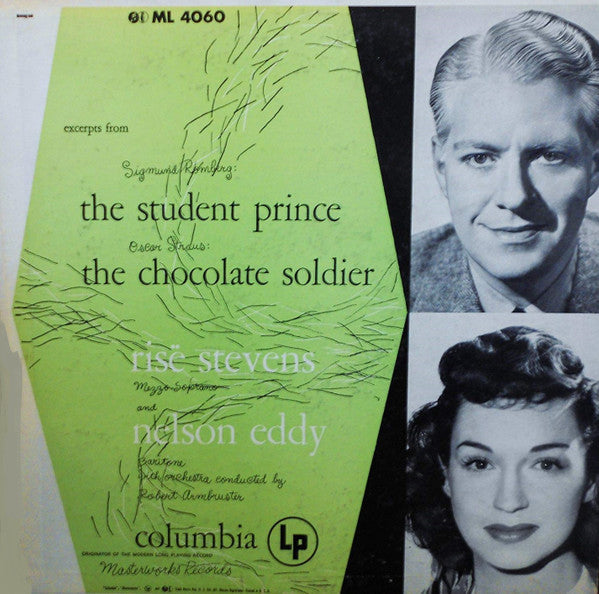 ML 4060
excerpts from
Sigmund Romberg:
the student prince
Oscar Straus:
the chocolate soldier
risë stevens
Mezzo Soprano
and
nelson eddy
Baritone
with orchestra conducted by
Robert Armbruster
columbia Lp
ORIGINATOR OF THE MODERN LONG PLAYING RECORD
Masterworks Records